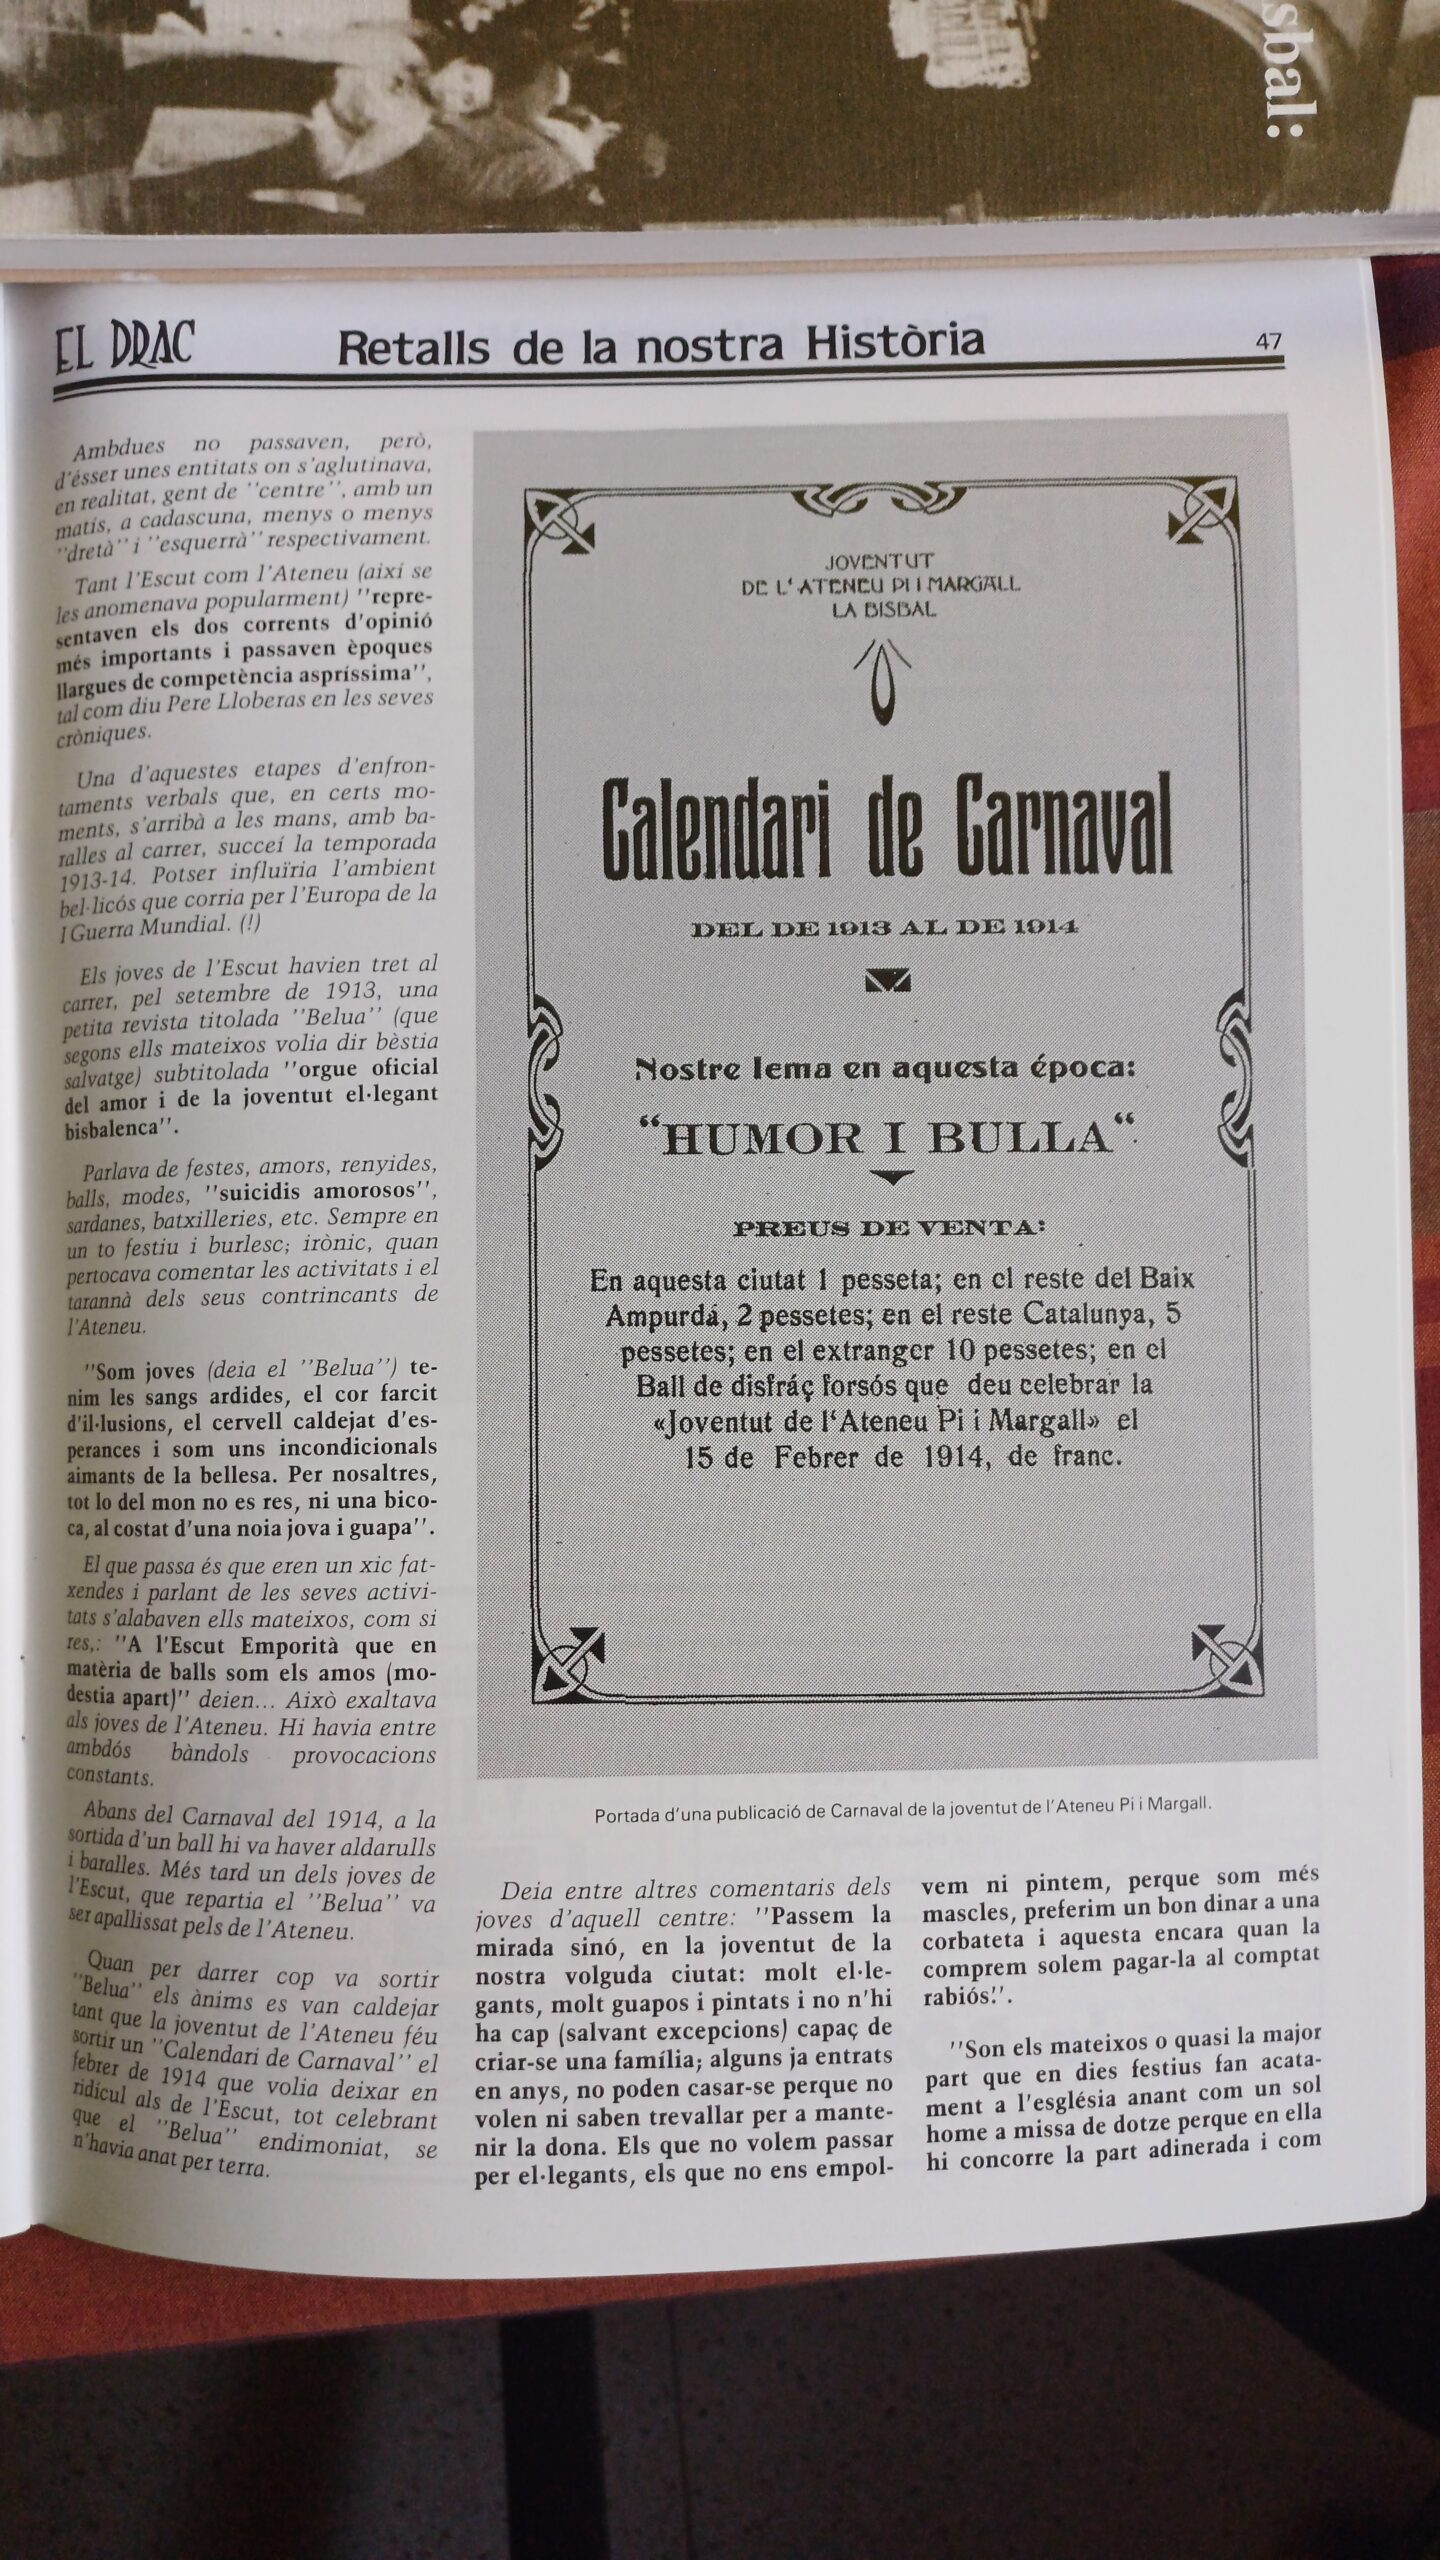 sbal:
EL DRAC
Retalls de la nostra Història
47
Ambdues no passaven, però,
d'ésser unes entitats on s'aglutinava,
en realitat, gent de "centre", amb un
matis, a cadascuna, menys o menys
"dretà" i "esquerrà" respectivament.
Tant l'Escut com l'Ateneu (així se
les anomenava popularment) "repre-
sentaven els dos corrents d'opinió
més importants i passaven èpoques
llargues de competència aspríssima",
tal com diu Pere Lloberas en les seves
cròniques.
Una d'aquestes etapes d'enfron-
taments verbals que, en certs mo-
ments, s'arribà a les mans, amb ba-
ralles al carrer, succeí la temporada
1913-14. Potser influïria l'ambient
bel·licós que corria per l'Europa de la
I Guerra Mundial. (!)
Els joves de l'Escut havien tret al
carrer, pel setembre de 1913, una
petita revista titolada "Belua" (que
segons ells mateixos volia dir bèstia
salvatge) subtitolada "orgue oficial
del amor i de la joventut el·legant
bisbalenca".
Parlava de festes, amors, renyides,
balls, modes, "suicidis amorosos",
sardanes, batxilleries, etc. Sempre en
un to festiu i burlesc; irònic, quan
pertocava comentar les activitats i el
tarannà dels seus contrincants de
l'Ateneu.
"Som joves (deia el "Belua") te-
nim les sangs ardides, el cor farcit
d'il·lusions, el cervell caldejat d'es-
perances i som uns incondicionals
aimants de la bellesa. Per nosaltres,
tot lo del mon no es res, ni una bico-
ca, al costat d'una noia jova i guapa".
El que passa és que eren un xic fat-
xendes i parlant de les seves activi-
tats s'alabaven ells mateixos, com si
res,: "A l'Escut Emporità que en
matèria de balls som els amos (mo-
destia apart)" deien... Això exaltava
als joves de l'Ateneu. Hi havia entre
ambdós bàndols provocacions
constants.
Abans del Carnaval del 1914, a la
sortida d'un ball hi va haver aldarulls
i baralles. Més tard un dels joves de
l'Escut, que repartia el "Belua" va
ser apallissat pels de l'Ateneu.
Quan per darrer cop va sortir
"Belua" els ànims es van caldejar
tant que la joventut de l'Ateneu féu
sortir un "Calendari de Carnaval" el
febrer de 1914 que volia deixar en
ridícul als de l'Escut, tot celebrant
que el "Belua" endimoniat, se
n'havia anat per terra.
JOVENTUT
DE L'ATENEU PI I MARGALL
LA BISBAL
Calendari de Carnaval
DEL DE 1913 AL DE 1914
Nostre lema en aquesta época:
"HUMOR I BULLA"
PREUS DE VENTA:
En aquesta ciutat 1 pesseta; en el reste del Baix
Ampurdá, 2 pessetes; en el reste Catalunya, 5
pessetes; en el extranger 10 pessetes; en el
Ball de disfráç forsós que deu celebrar la
«Joventut de l'Ateneu Pi i Margall» el
15 de Febrer de 1914, de franc.
Portada d'una publicació de Carnaval de la joventut de l'Ateneu Pi i Margall.
Deia entre altres comentaris dels
joves d'aquell centre: "Passem la
mirada sinó, en la joventut de la
nostra volguda ciutat: molt el·le-
gants, molt guapos i pintats i no n'hi
ha cap (salvant excepcions) capaç de
criar-se una família; alguns ja entrats
en anys, no poden casar-se perque no
volen ni saben trevallar per a mante-
nir la dona. Els que no volem passar
per el·legants, els que no ens empol-
vem ni pintem, perque som més
mascles, preferim un bon dinar a una
corbateta i aquesta encara quan la
comprem solem pagar-la al comptat
rabiós!'.
"Son els mateixos o quasi la major
part que en dies festius fan acata-
ment a l'església anant com un sol
home a missa de dotze perque en ella
hi concorre la part adinerada i com